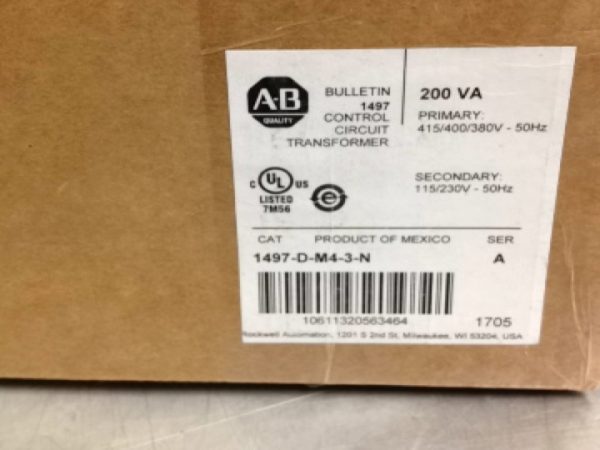 A-B
QUALITY
BULLETIN
1497
CONTROL
CIRCUIT
TRANSFORMER
200 VA
PRIMARY:
415/400/380V - 50Hz
SECONDARY:
115/230V - 50Hz
C UL US
LISTED
7M56
e
CAT PRODUCT OF MEXICO SER
1497-D-M4-3-N A
10611320563464 1705
Rockwell Automation, 1201 S 2nd St, Milwaukee, WI 53204, USA